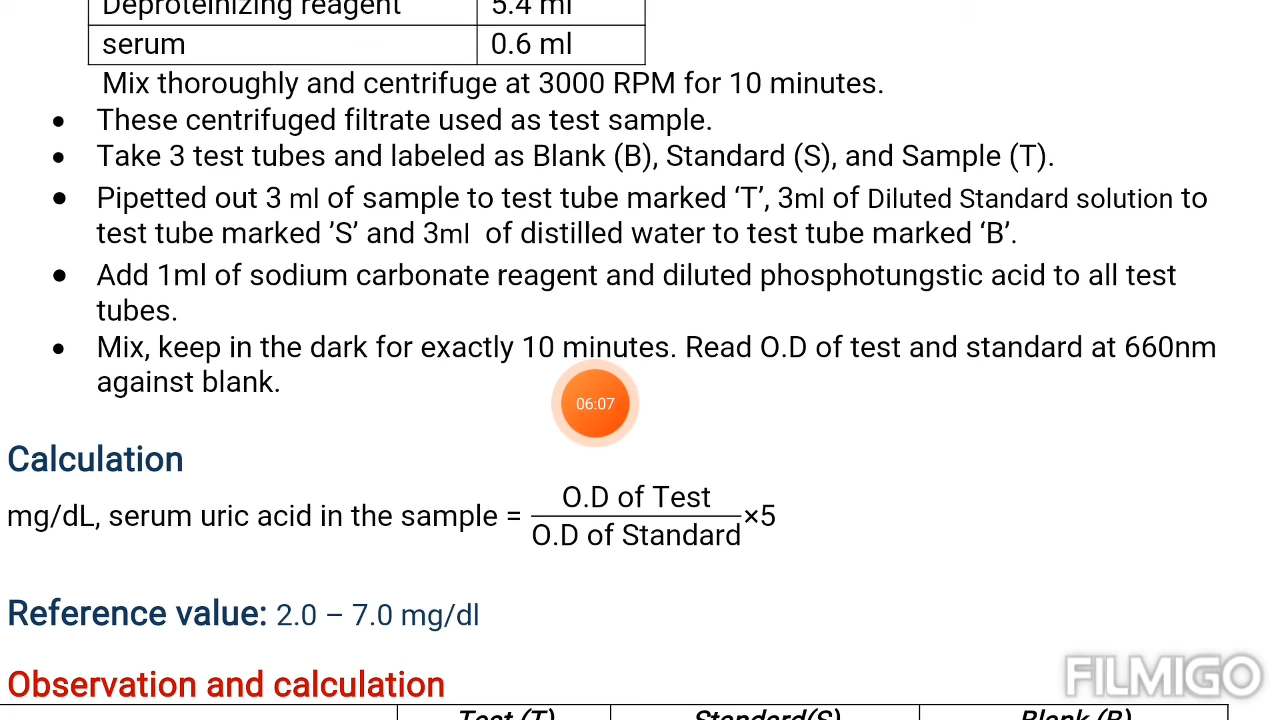 Deproteinizing reagent 5.4 ml
serum 0.6 ml
Mix thoroughly and centrifuge at 3000 RPM for 10 minutes.
• These centrifuged filtrate used as test sample.
• Take 3 test tubes and labeled as Blank (B), Standard (S), and Sample (T).
• Pipetted out 3 ml of sample to test tube marked ‘T’, 3ml of Diluted Standard solution to
test tube marked ’S’ and 3ml of distilled water to test tube marked ‘B’.
• Add 1ml of sodium carbonate reagent and diluted phosphotungstic acid to all test
tubes.
• Mix, keep in the dark for exactly 10 minutes. Read O.D of test and standard at 660nm
against blank.
06:07
Calculation
mg/dL, serum uric acid in the sample = O.D of Test / O.D of Standard ×5
Reference value: 2.0 – 7.0 mg/dl
FILMIGO
Observation and calculation
Test (T) Standard(S) Blank (B)